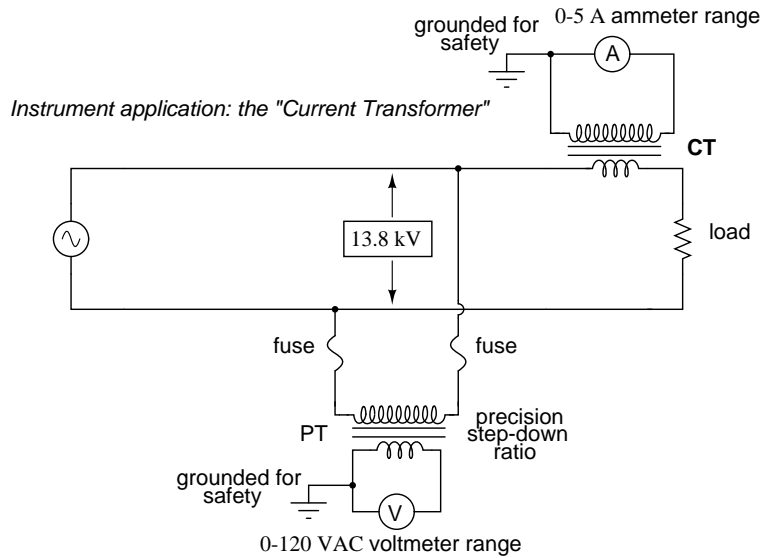 0-5 A ammeter range
grounded for
safety
A
Instrument application: the "Current Transformer"
CT
13.8 kV
load
fuse
fuse
PT
precision
step-down
ratio
grounded for
safety
V
0-120 VAC voltmeter range